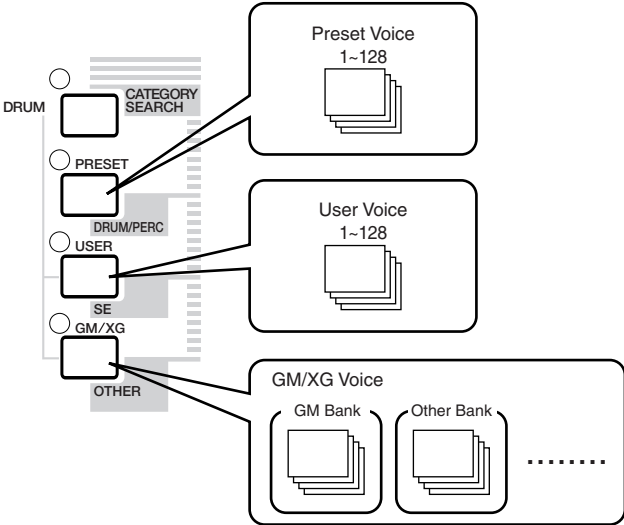 Preset Voice
1~128
DRUM
CATEGORY
SEARCH
PRESET
DRUM/PERC
User Voice
1~128
USER
SE
GM/XG
OTHER
GM/XG Voice
GM Bank
Other Bank
........